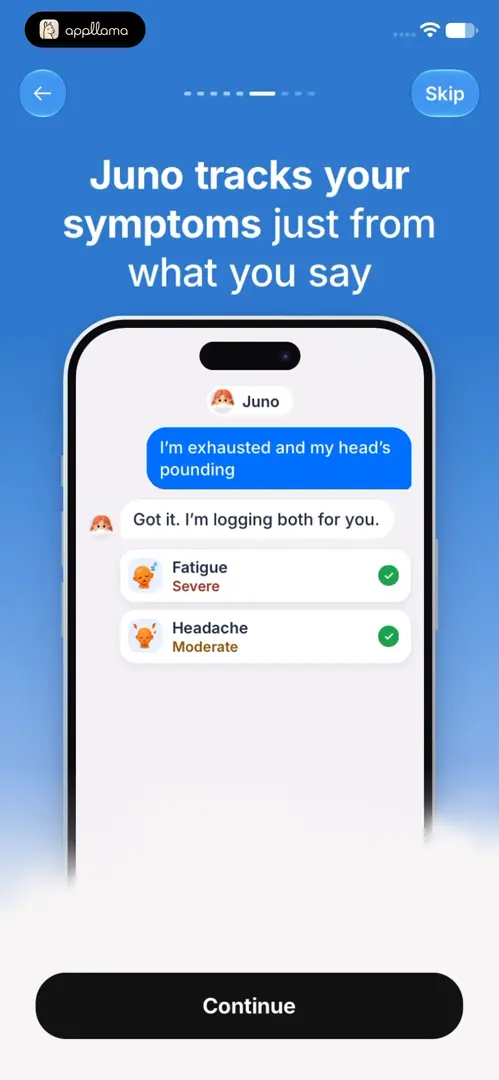 appllama
Skip
Juno tracks your
symptoms just from
what you say
Juno
I'm exhausted and my head's
pounding
Got it. I'm logging both for you.
Fatigue
Severe
Headache
Moderate
Continue